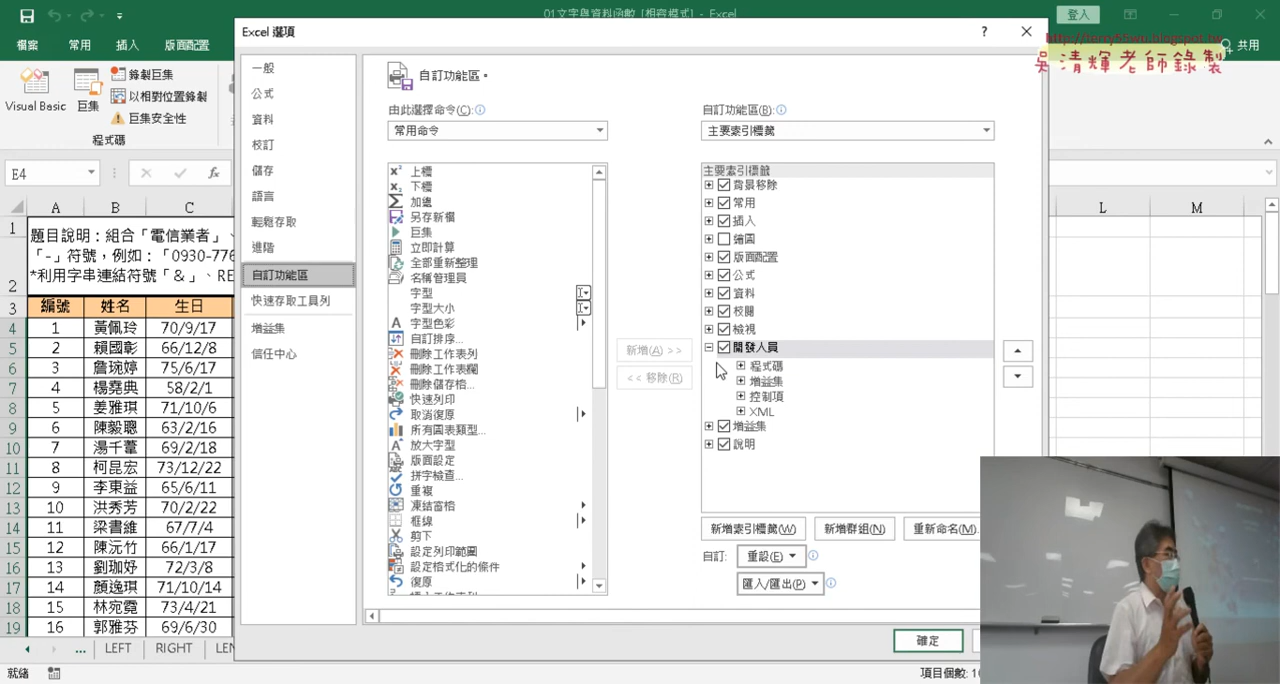 01文字與資料函數 [相容模式] - Excel
登入
檔案
常用
插入
版面配置
共用
http://terry55wu.blogspot.tw
吳清輝老師錄製
Visual Basic
巨集
錄製巨集
以相對位置錄製
巨集安全性
程式碼
E4
fx
A B C L M
1
題目說明：組合「電信業者」、
「-」符號，例如：「0930-776
2
*利用字串連結符號「&」、RE
3 編號 姓名 生日
4 1 黃佩玲 70/9/17
5 2 賴國彰 66/12/8
6 3 詹琬婷 75/6/17
7 4 楊堯典 58/2/1
8 5 姜雅琪 71/10/6
9 6 陳毅聰 63/2/16
10 7 湯千薰 69/2/18
11 8 柯昆宏 73/12/22
12 9 李東益 65/6/11
13 10 洪秀芳 70/2/22
14 11 梁書維 67/7/4
15 12 陳沅竹 66/1/17
16 13 劉珈妤 72/3/8
17 14 顏逸琪 71/10/14
18 15 林宛霓 73/4/21
19 16 郭雅芬 69/6/30
... LEFT RIGHT LEN
就緒
項目個數: 1
Excel 選項
?
一般
公式
資料
校訂
儲存
語言
輕鬆存取
進階
自訂功能區
快速存取工具列
增益集
信任中心
自訂功能區。
由此選擇命令(C):
常用命令
上標
下標
加總
另存新檔
巨集
立即計算
全部重新整理
名稱管理員
字型
字型大小
字型色彩
自訂排序...
刪除工作表列
刪除工作表欄
刪除儲存格...
快速列印
取消復原
所有圖表類型...
放大字型
版面設定
拼字檢查...
重複
凍結窗格
框線
剪下
設定列印範圍
設定格式化的條件
復原
新增(A) >>
<< 移除(R)
自訂功能區(B):
主要索引標籤
主要索引標籤
背景移除
常用
插入
繪圖
版面配置
公式
資料
校閱
檢視
開發人員
程式碼
增益集
控制項
XML
增益集
說明
新增索引標籤(W)
新增群組(N)
重新命名(M)...
自訂:
重設(E)
匯入/匯出(P)
確定